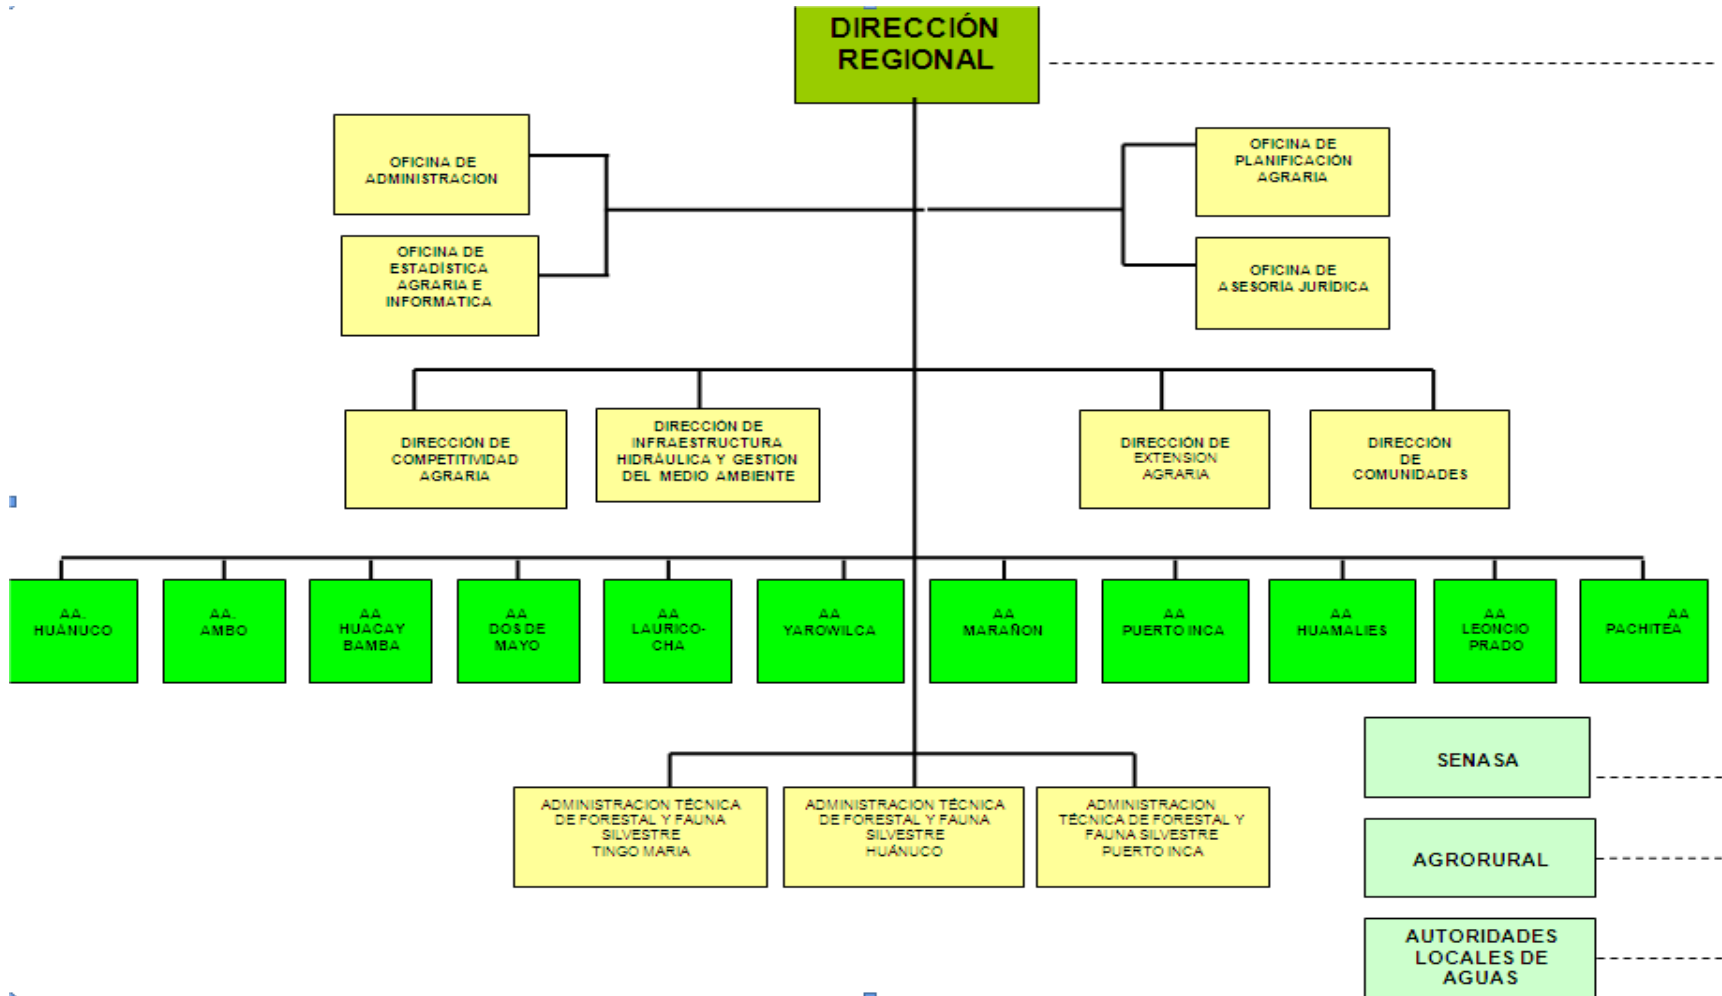 DIRECCIÓN
REGIONAL
OFICINA DE
ADMINISTRACION
OFICINA DE
PLANIFICACIÓN
AGRARIA
OFICINA DE
ESTADÍSTICA
AGRARIA E
INFORMATICA
OFICINA DE
ASESORÍA JURÍDICA
DIRECCIÓN DE
COMPETITIVIDAD
AGRARIA
DIRECCIÓN DE
INFRAESTRUCTURA
HIDRÁULICA Y GESTION
DEL MEDIO AMBIENTE
DIRECCIÓN DE
EXTENSION
AGRARIA
DIRECCIÓN
DE
COMUNIDADES
AA.
HUÁNUCO
AA.
AMBO
AA
HUACAY
BAMBA
AA
DOS DE
MAYO
AA
LAURICO-
CHA
AA
YAROWILCA
AA
MARAÑON
AA
PUERTO INCA
AA
HUAMALIES
AA
LEONCIO
PRADO
AA
PACHITEA
ADMINISTRACION TÉCNICA
DE FORESTAL Y FAUNA
SILVESTRE
TINGO MARIA
ADMINISTRACION TÉCNICA
DE FORESTAL Y FAUNA
SILVESTRE
HUÁNUCO
ADMINISTRACION
TÉCNICA DE FORESTAL Y
FAUNA SILVESTRE
PUERTO INCA
SENASA
AGRORURAL
AUTORIDADES
LOCALES DE
AGUAS